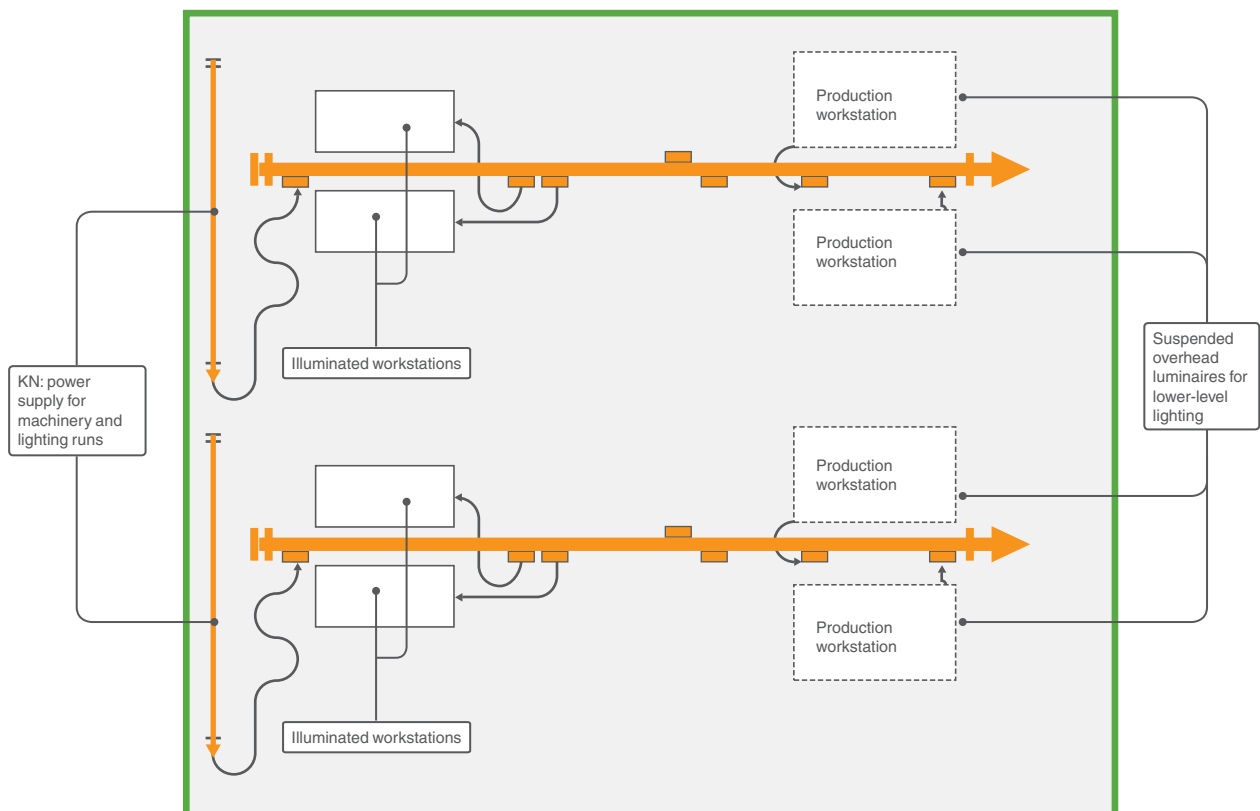 Production
workstation
Production
workstation
Illuminated workstations
KN: power
supply for
machinery and
lighting runs
Suspended
overhead
luminaires for
lower-level
lighting
Production
workstation
Production
workstation
Illuminated workstations